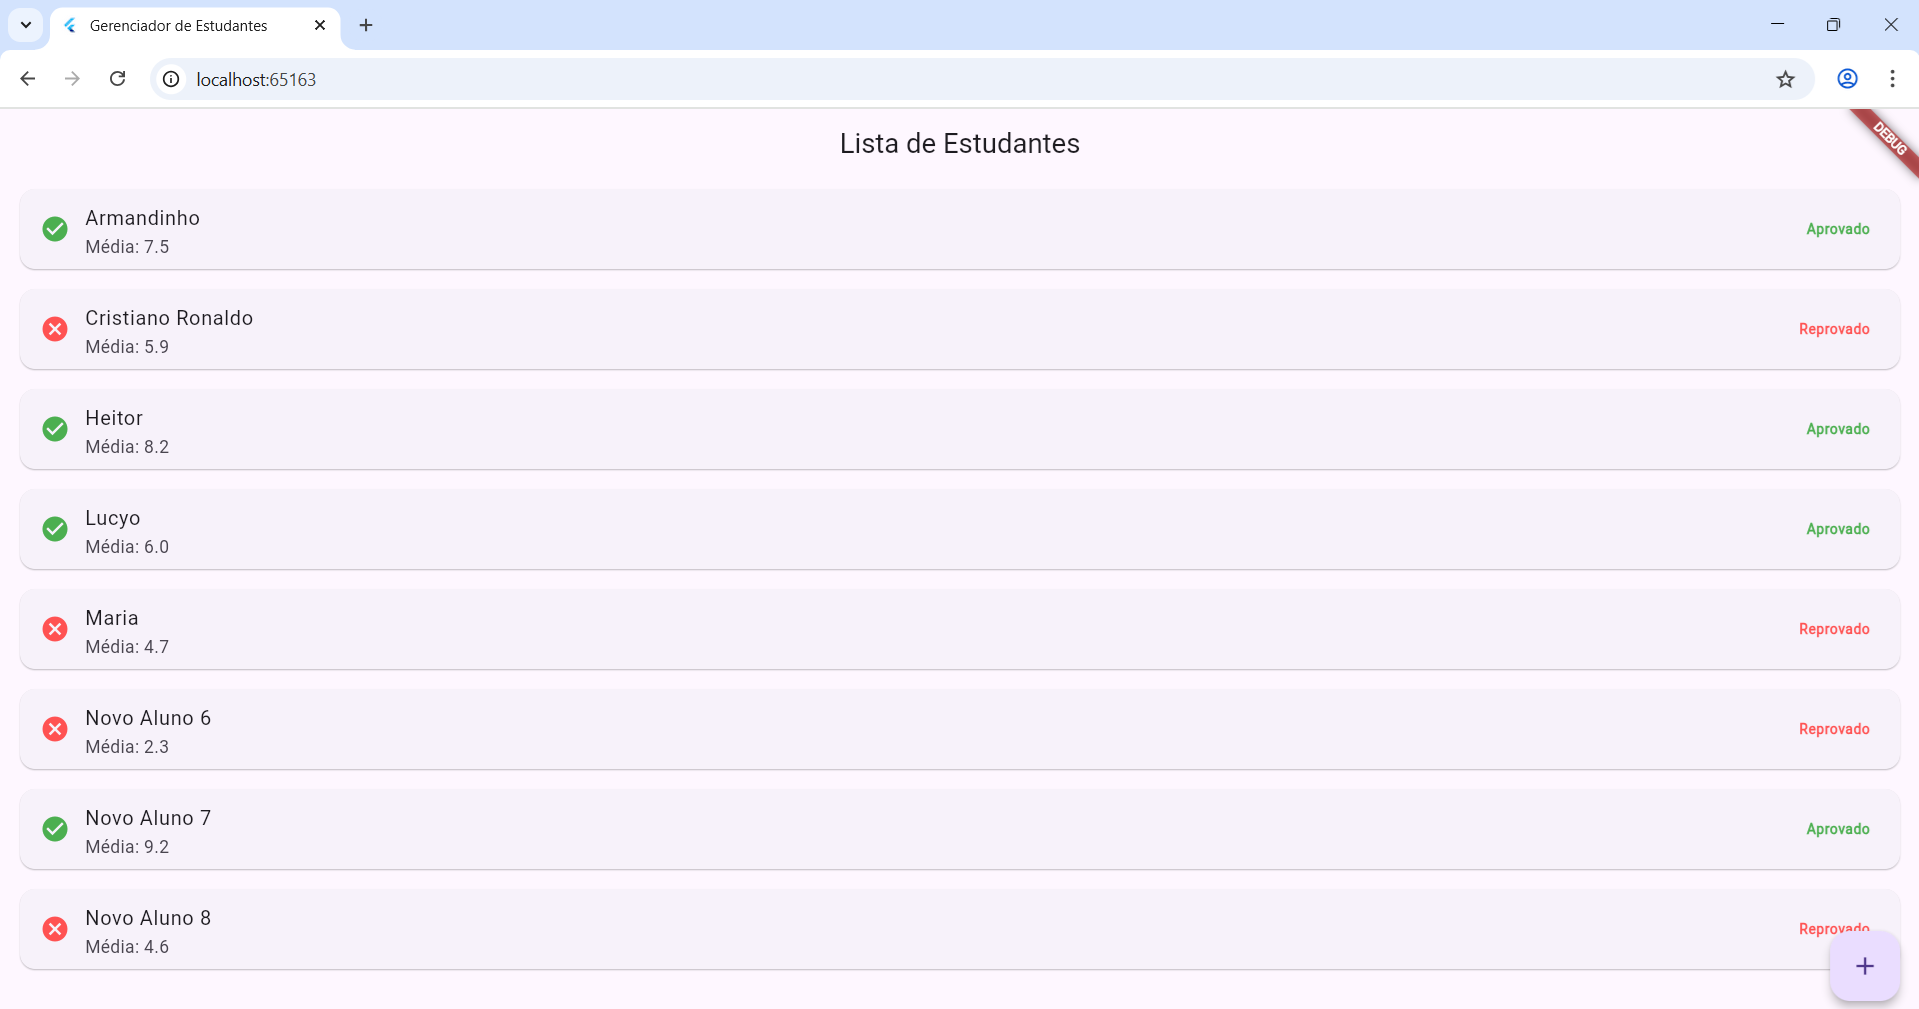 Gerenciador de Estudantes
localhost:65163
Lista de Estudantes
DEBUG
Armandinho
Média: 7.5
Aprovado
Cristiano Ronaldo
Média: 5.9
Reprovado
Heitor
Média: 8.2
Aprovado
Lucyo
Média: 6.0
Aprovado
Maria
Média: 4.7
Reprovado
Novo Aluno 6
Média: 2.3
Reprovado
Novo Aluno 7
Média: 9.2
Aprovado
Novo Aluno 8
Média: 4.6
Reprovado